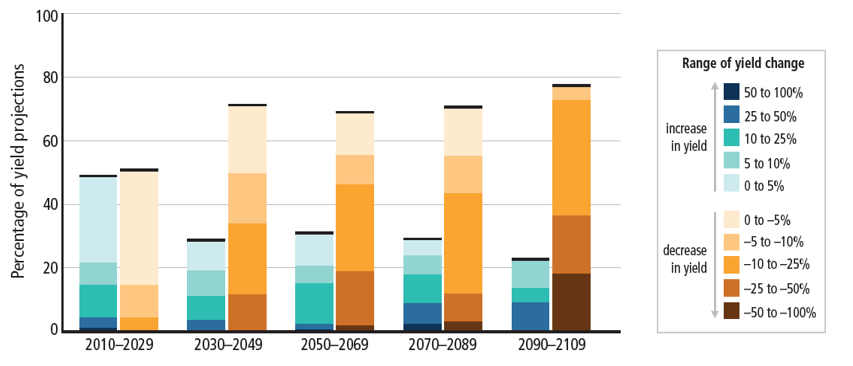 100
80
60
40
20
0
Percentage of yield projections
2010–2029
2030–2049
2050–2069
2070–2089
2090–2109
Range of yield change
increase
in yield
50 to 100%
25 to 50%
10 to 25%
5 to 10%
0 to 5%
decrease
in yield
0 to –5%
–5 to –10%
–10 to –25%
–25 to –50%
–50 to –100%